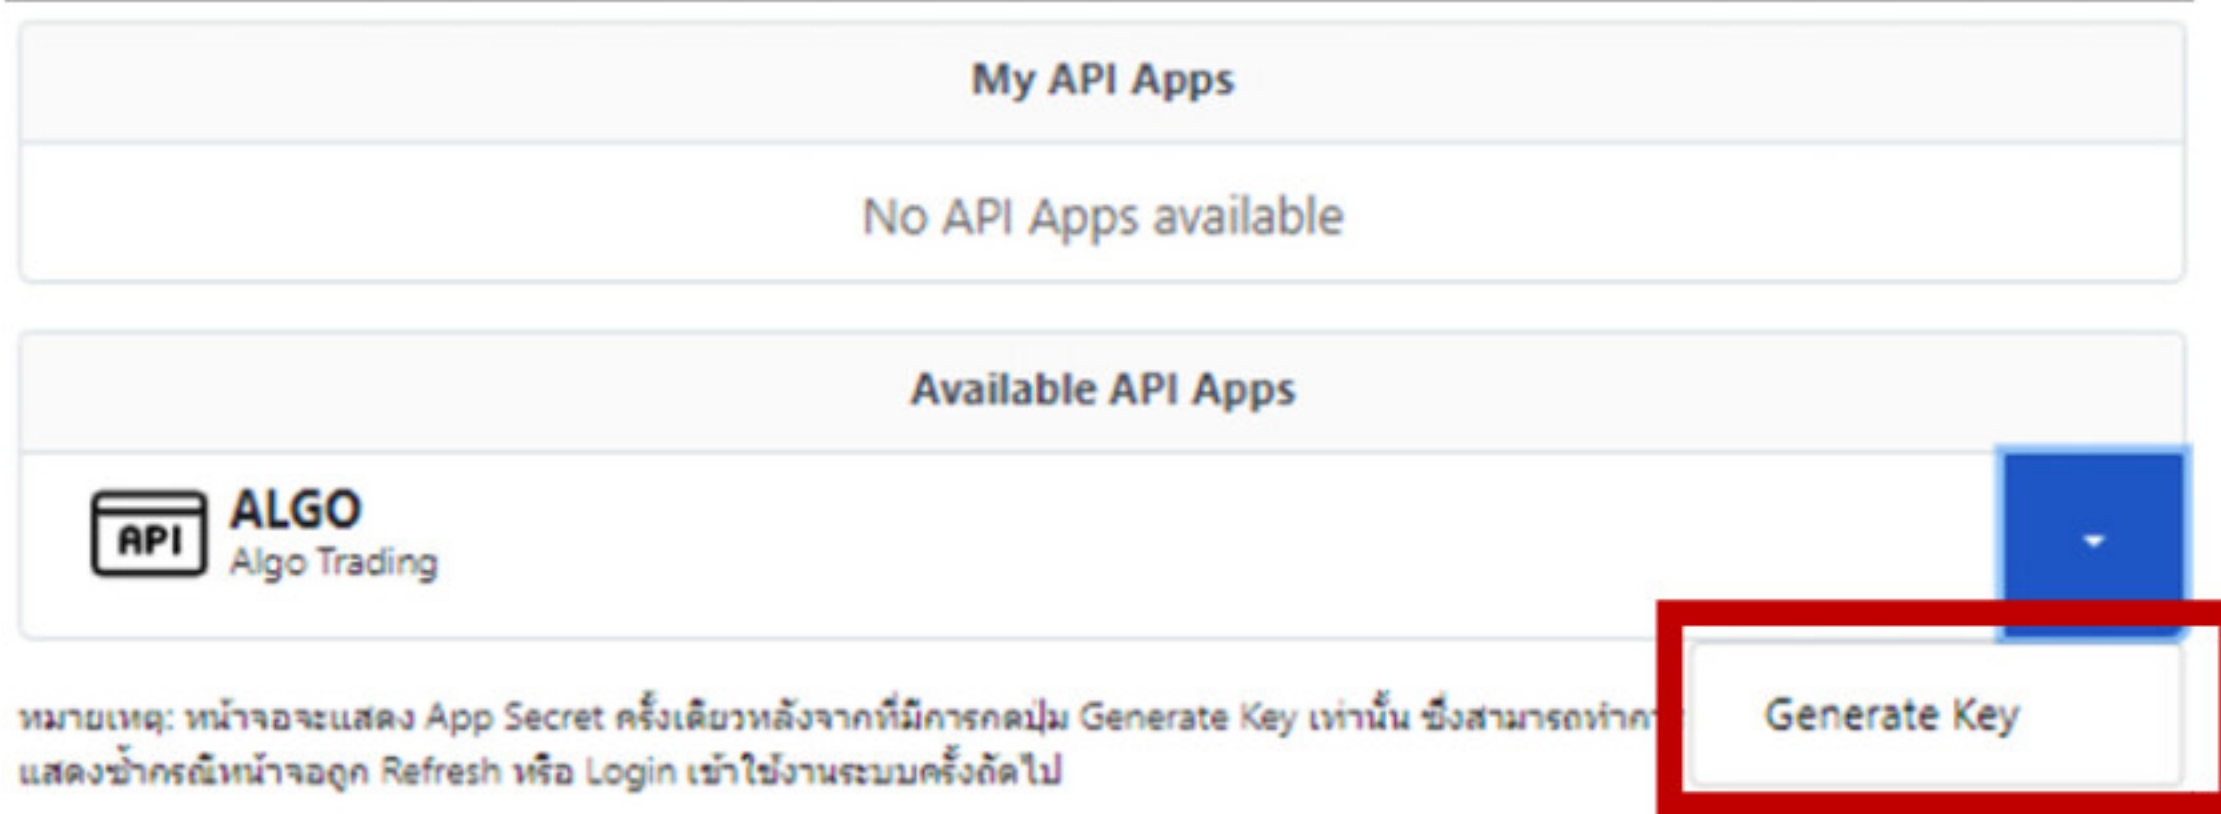 My API Apps
No API Apps available
Available API Apps
API
ALGO
Algo Trading
Generate Key
หมายเหตุ: หน้าจอจะแสดง App Secret ครั้งเดียวหลังจากที่มีการกดปุ่ม Generate Key เท่านั้น ซึ่งสามารถทำกา
แสดงซ้ำกรณีหน้าจอถูก Refresh หรือ Login เข้าใช้งานระบบครั้งถัดไป